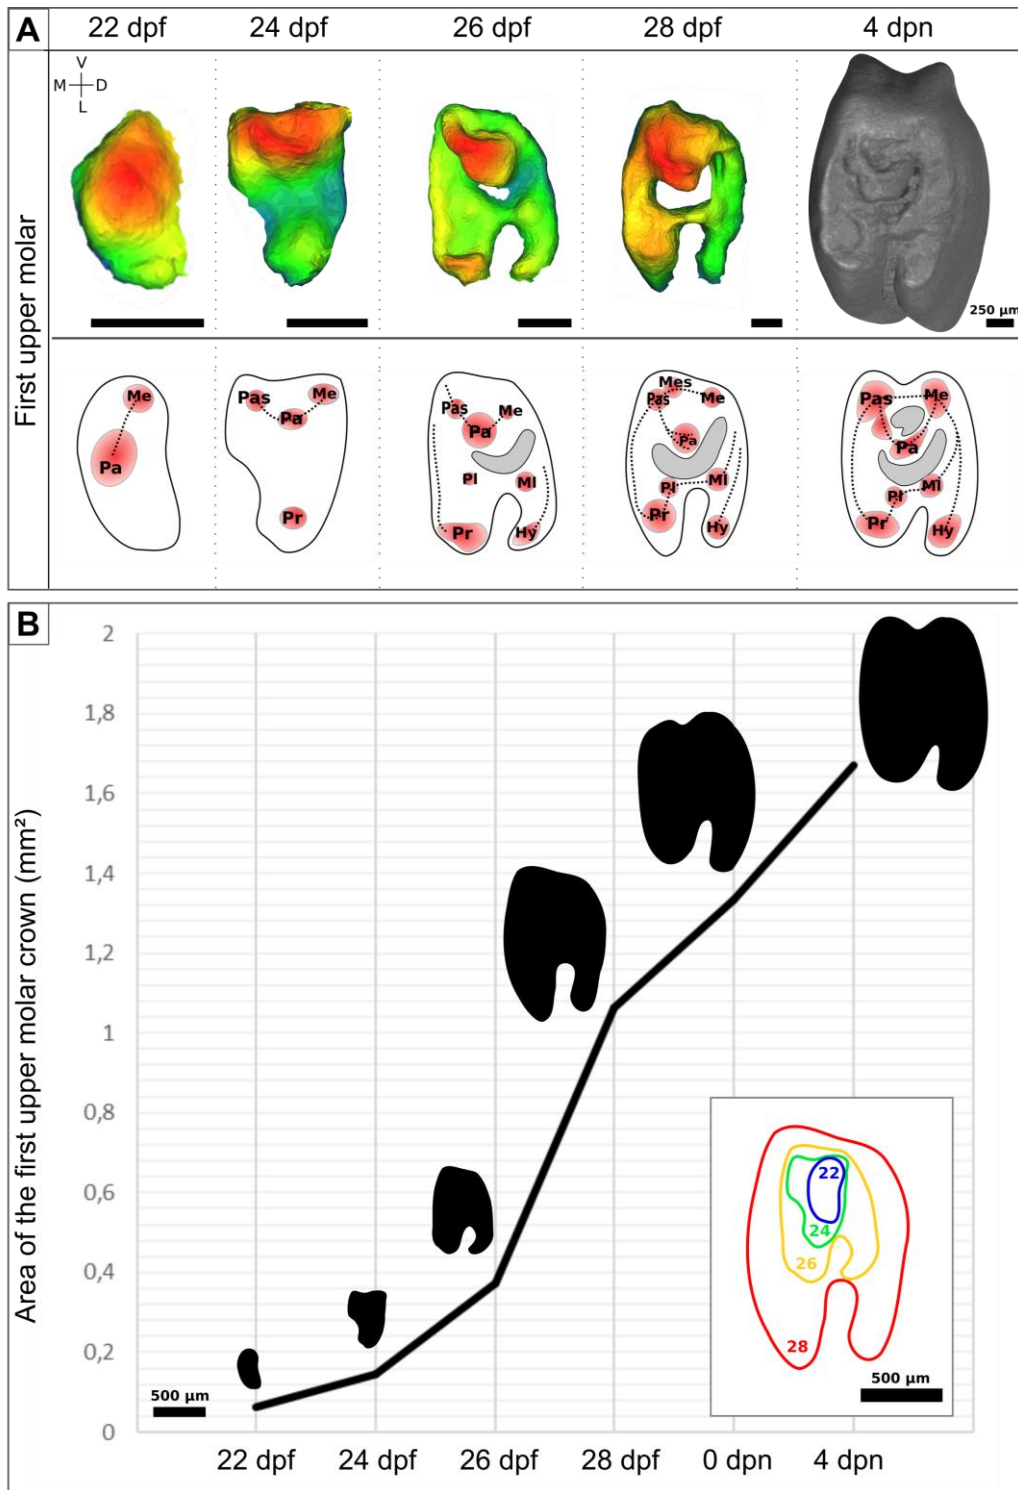 A
22 dpf 24 dpf 26 dpf 28 dpf 4 dpn
V
M D
L
First upper molar
250 µm
Me
Pa
Pas Me
Pa
Pr
Pas Me
Pa
Pl Ml
Pr Hy
Mes
Pas Me
Pa
Pl Ml
Pr Hy
Pas Me
Pa
Pl Ml
Pr Hy
B
Area of the first upper molar crown (mm²)
2
1,8
1,6
1,4
1,2
1
0,8
0,6
0,4
0,2
0
500 µm
22
24
26
28
500 µm
22 dpf 24 dpf 26 dpf 28 dpf 0 dpn 4 dpn